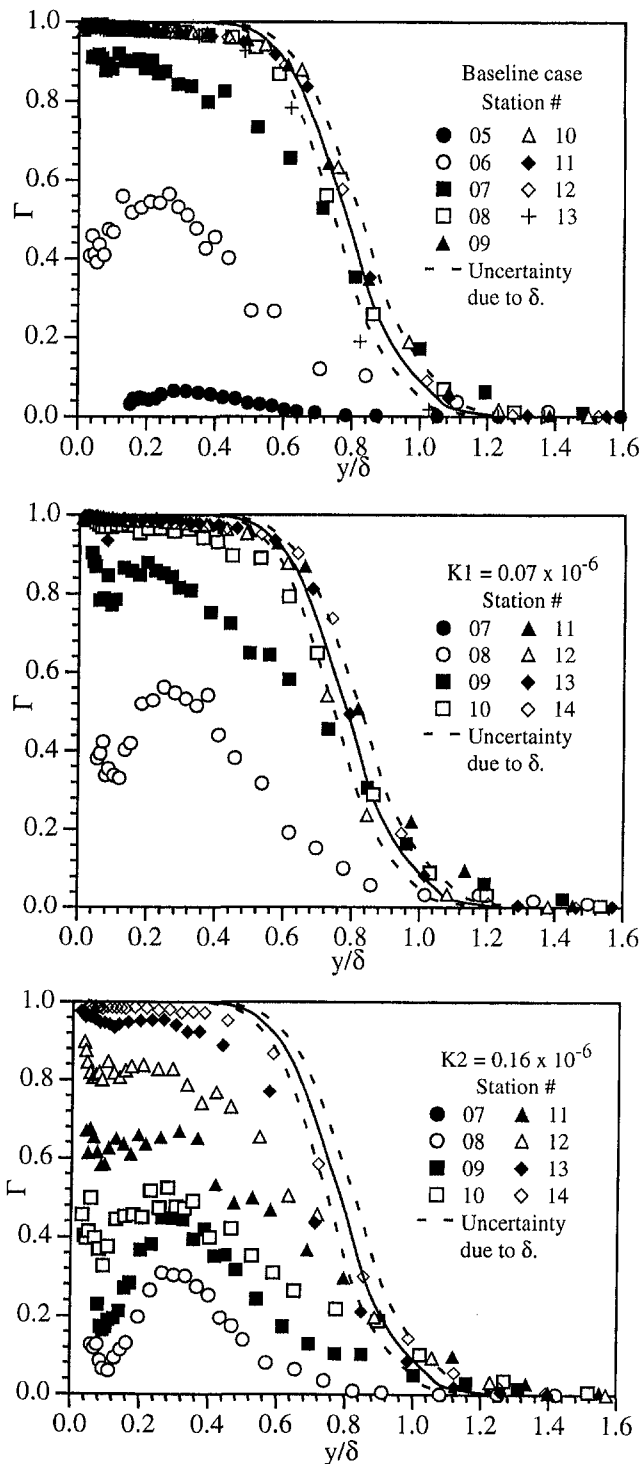 Γ
1.0
0.8
0.6
0.4
0.2
0.0
Baseline case
Station #
05 10
06 11
07 12
08 13
09
Uncertainty
due to δ.
0.0 0.2 0.4 0.6 0.8 1.0 1.2 1.4 1.6
y/δ
Γ
1.0
0.8
0.6
0.4
0.2
0.0
K1 = 0.07 x 10⁻⁶
Station #
07 11
08 12
09 13
10 14
Uncertainty
due to δ.
0.0 0.2 0.4 0.6 0.8 1.0 1.2 1.4 1.6
y/δ
Γ
1.0
0.8
0.6
0.4
0.2
0.0
K2 = 0.16 x 10⁻⁶
Station #
07 11
08 12
09 13
10 14
Uncertainty
due to δ.
0.0 0.2 0.4 0.6 0.8 1.0 1.2 1.4 1.6
y/δ